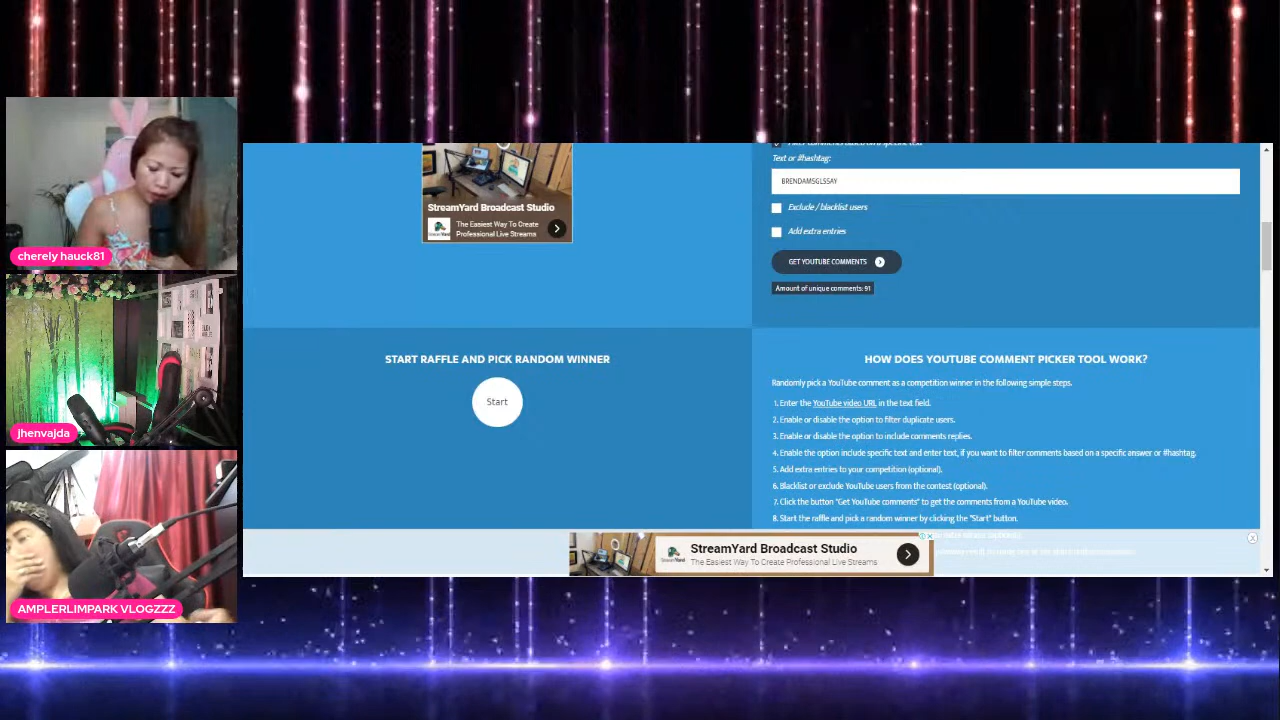 cherely hauck81
jhenvajda
AMPLERLIMPARK VLOGZZZ
StreamYard Broadcast Studio
The Easiest Way To Create
Professional Live Streams
START RAFFLE AND PICK RANDOM WINNER
Start
Text or #hashtag:
BRENDAMSGLSSAY
Exclude / blacklist users
Add extra entries
GET YOUTUBE COMMENTS
Amount of unique comments: 91
HOW DOES YOUTUBE COMMENT PICKER TOOL WORK?
Randomly pick a YouTube comment as a competition winner in the following simple steps.
1. Enter the YouTube video URL in the text field.
2. Enable or disable the option to filter duplicate users.
3. Enable or disable the option to include comments replies.
4. Enable the option include specific text and enter text, if you want to filter comments based on a specific answer or #hashtag.
5. Add extra entries to your competition (optional).
6. Blacklist or exclude YouTube users from the contest (optional).
7. Click the button "Get YouTube comments" to get the comments from a YouTube video.
8. Start the raffle and pick a random winner by clicking the "Start" button.
StreamYard Broadcast Studio
The Easiest Way To Create Professional Live Streams